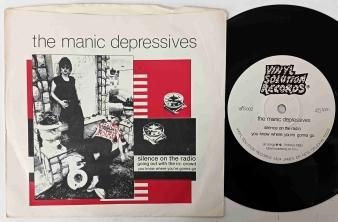 the manic depressives
silence on the radio
going out with the in crowd
you know where you're gonna go
VINYL
SOLUTION
RECORDS
45 rpm
the manic depressives
silence on the radio
you know where you're gonna go